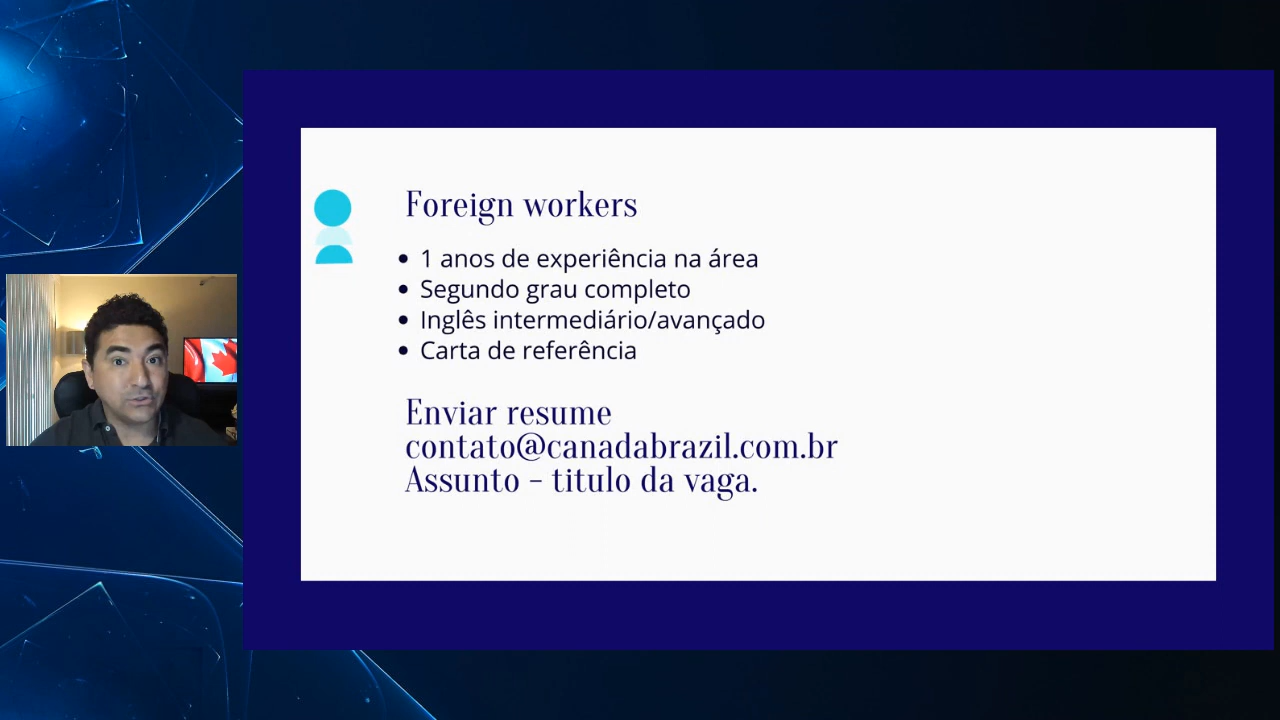 Foreign workers
1 anos de experiência na área
Segundo grau completo
Inglês intermediário/avançado
Carta de referência
Enviar resume
contato@canadabrazil.com.br
Assunto - titulo da vaga.